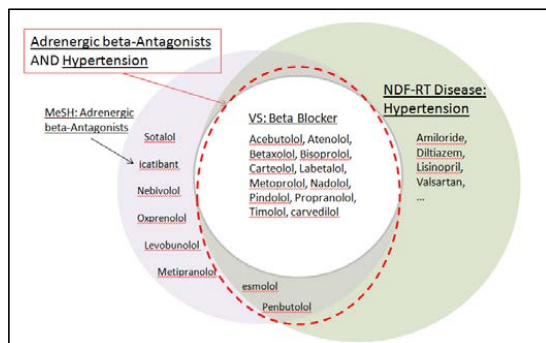 Adrenergic beta-Antagonists
AND Hypertension
MeSH: Adrenergic
beta-Antagonists
Sotalol
icatibant
Nebivolol
Oxprenolol
Levobunolol
Metipranolol
VS: Beta Blocker
Acebutolol, Atenolol,
Betaxolol, Bisoprolol,
Carteolol, Labetalol,
Metoprolol, Nadolol,
Pindolol, Propranolol,
Timolol, carvedilol
esmolol
Penbutolol
NDF-RT Disease:
Hypertension
Amiloride,
Diltiazem,
Lisinopril,
Valsartan,
...